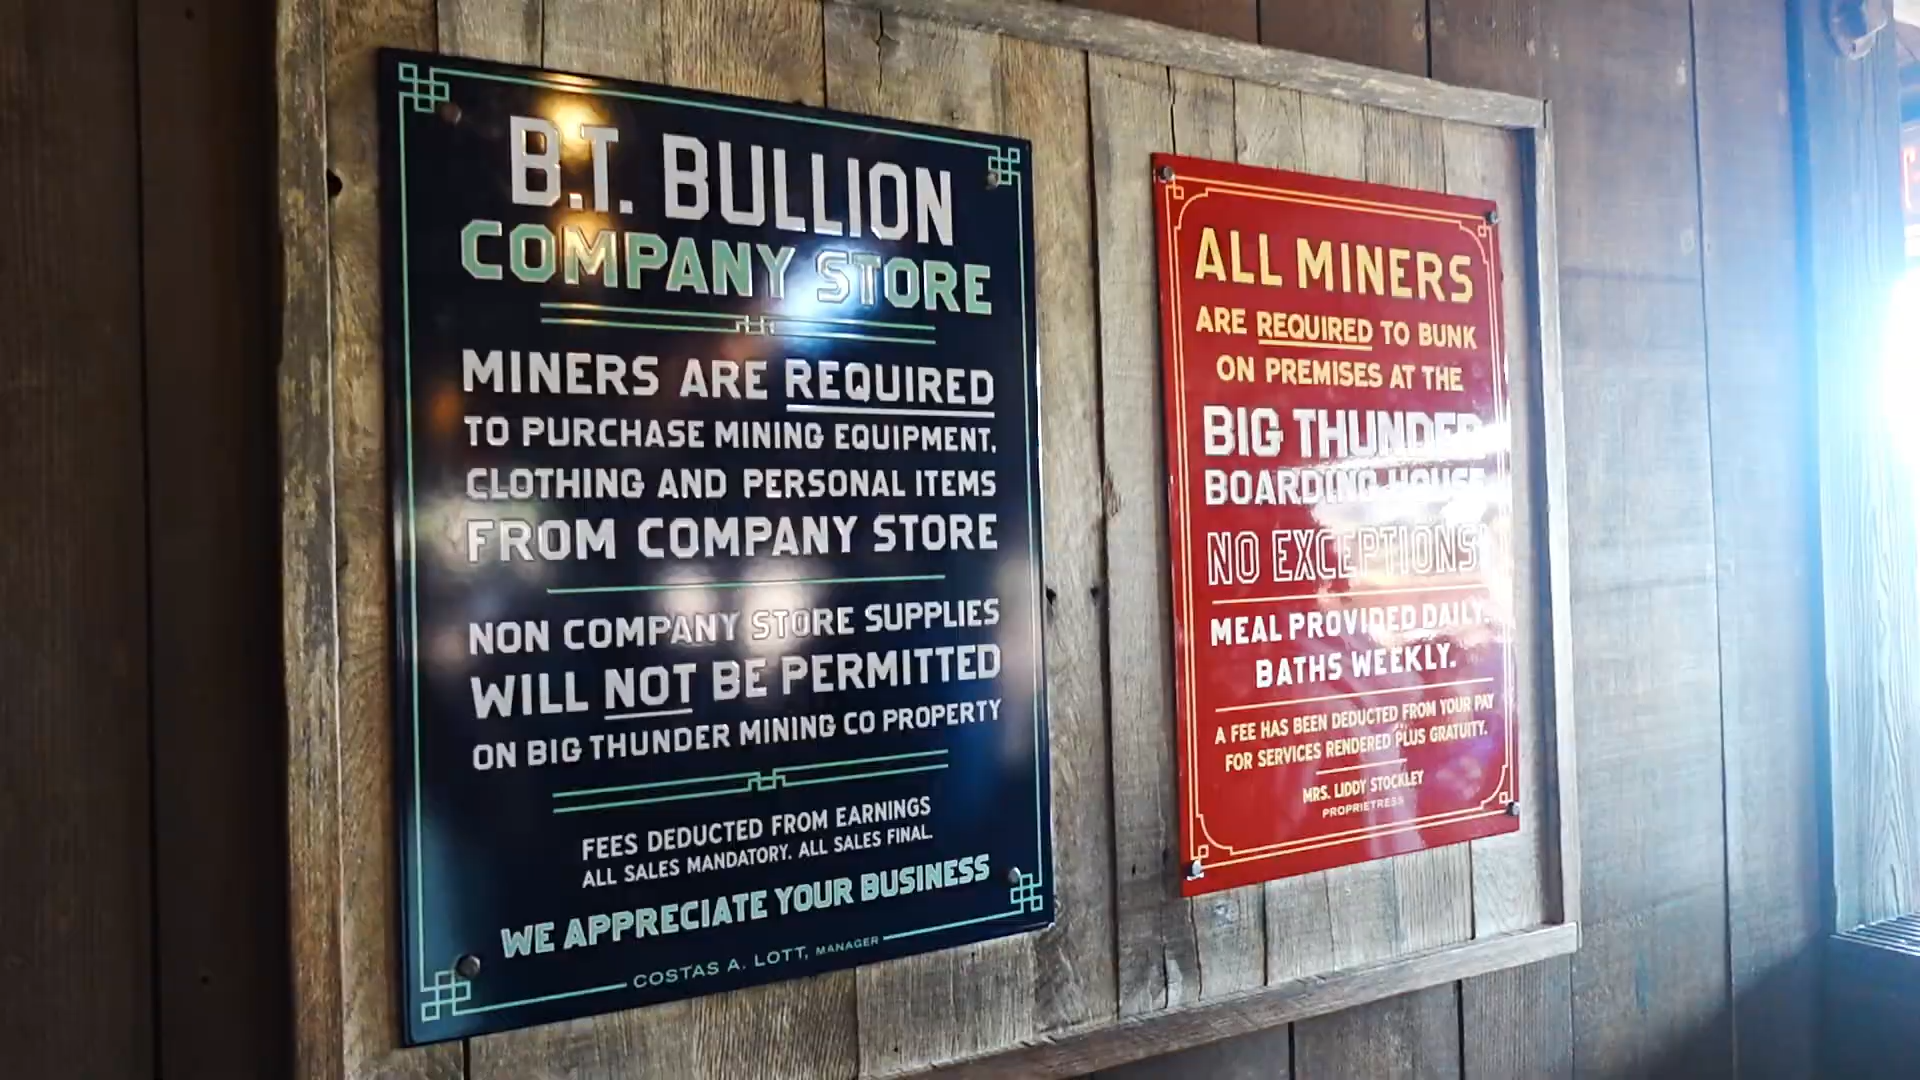 B.T. BULLION
COMPANY STORE
MINERS ARE REQUIRED
TO PURCHASE MINING EQUIPMENT,
CLOTHING AND PERSONAL ITEMS
FROM COMPANY STORE
NON COMPANY STORE SUPPLIES
WILL NOT BE PERMITTED
ON BIG THUNDER MINING CO PROPERTY
FEES DEDUCTED FROM EARNINGS
ALL SALES MANDATORY. ALL SALES FINAL.
WE APPRECIATE YOUR BUSINESS
COSTAS A. LOTT, MANAGER
ALL MINERS
ARE REQUIRED TO BUNK
ON PREMISES AT THE
BIG THUNDER
BOARDING HOUSE
NO EXCEPTIONS!
MEAL PROVIDED DAILY.
BATHS WEEKLY.
A FEE HAS BEEN DEDUCTED FROM YOUR PAY
FOR SERVICES RENDERED PLUS GRATUITY.
MRS. LIDDY STOCKLEY
PROPRIETRESS